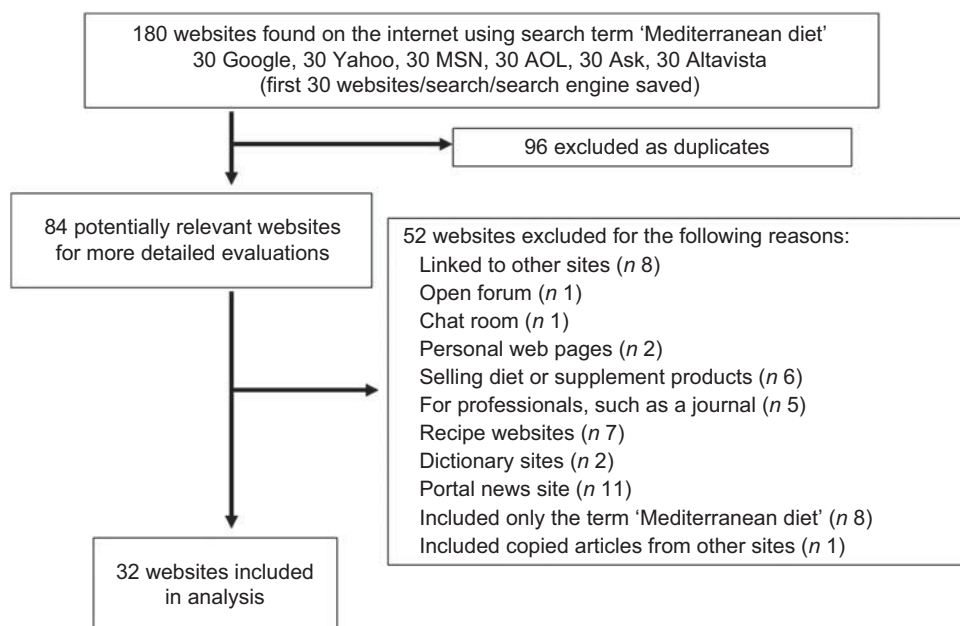 180 websites found on the internet using search term ‘Mediterranean diet’
30 Google, 30 Yahoo, 30 MSN, 30 AOL, 30 Ask, 30 Altavista
(first 30 websites/search/search engine saved)
96 excluded as duplicates
84 potentially relevant websites
for more detailed evaluations
52 websites excluded for the following reasons:
Linked to other sites (n 8)
Open forum (n 1)
Chat room (n 1)
Personal web pages (n 2)
Selling diet or supplement products (n 6)
For professionals, such as a journal (n 5)
Recipe websites (n 7)
Dictionary sites (n 2)
Portal news site (n 11)
Included only the term ‘Mediterranean diet’ (n 8)
Included copied articles from other sites (n 1)
32 websites included
in analysis